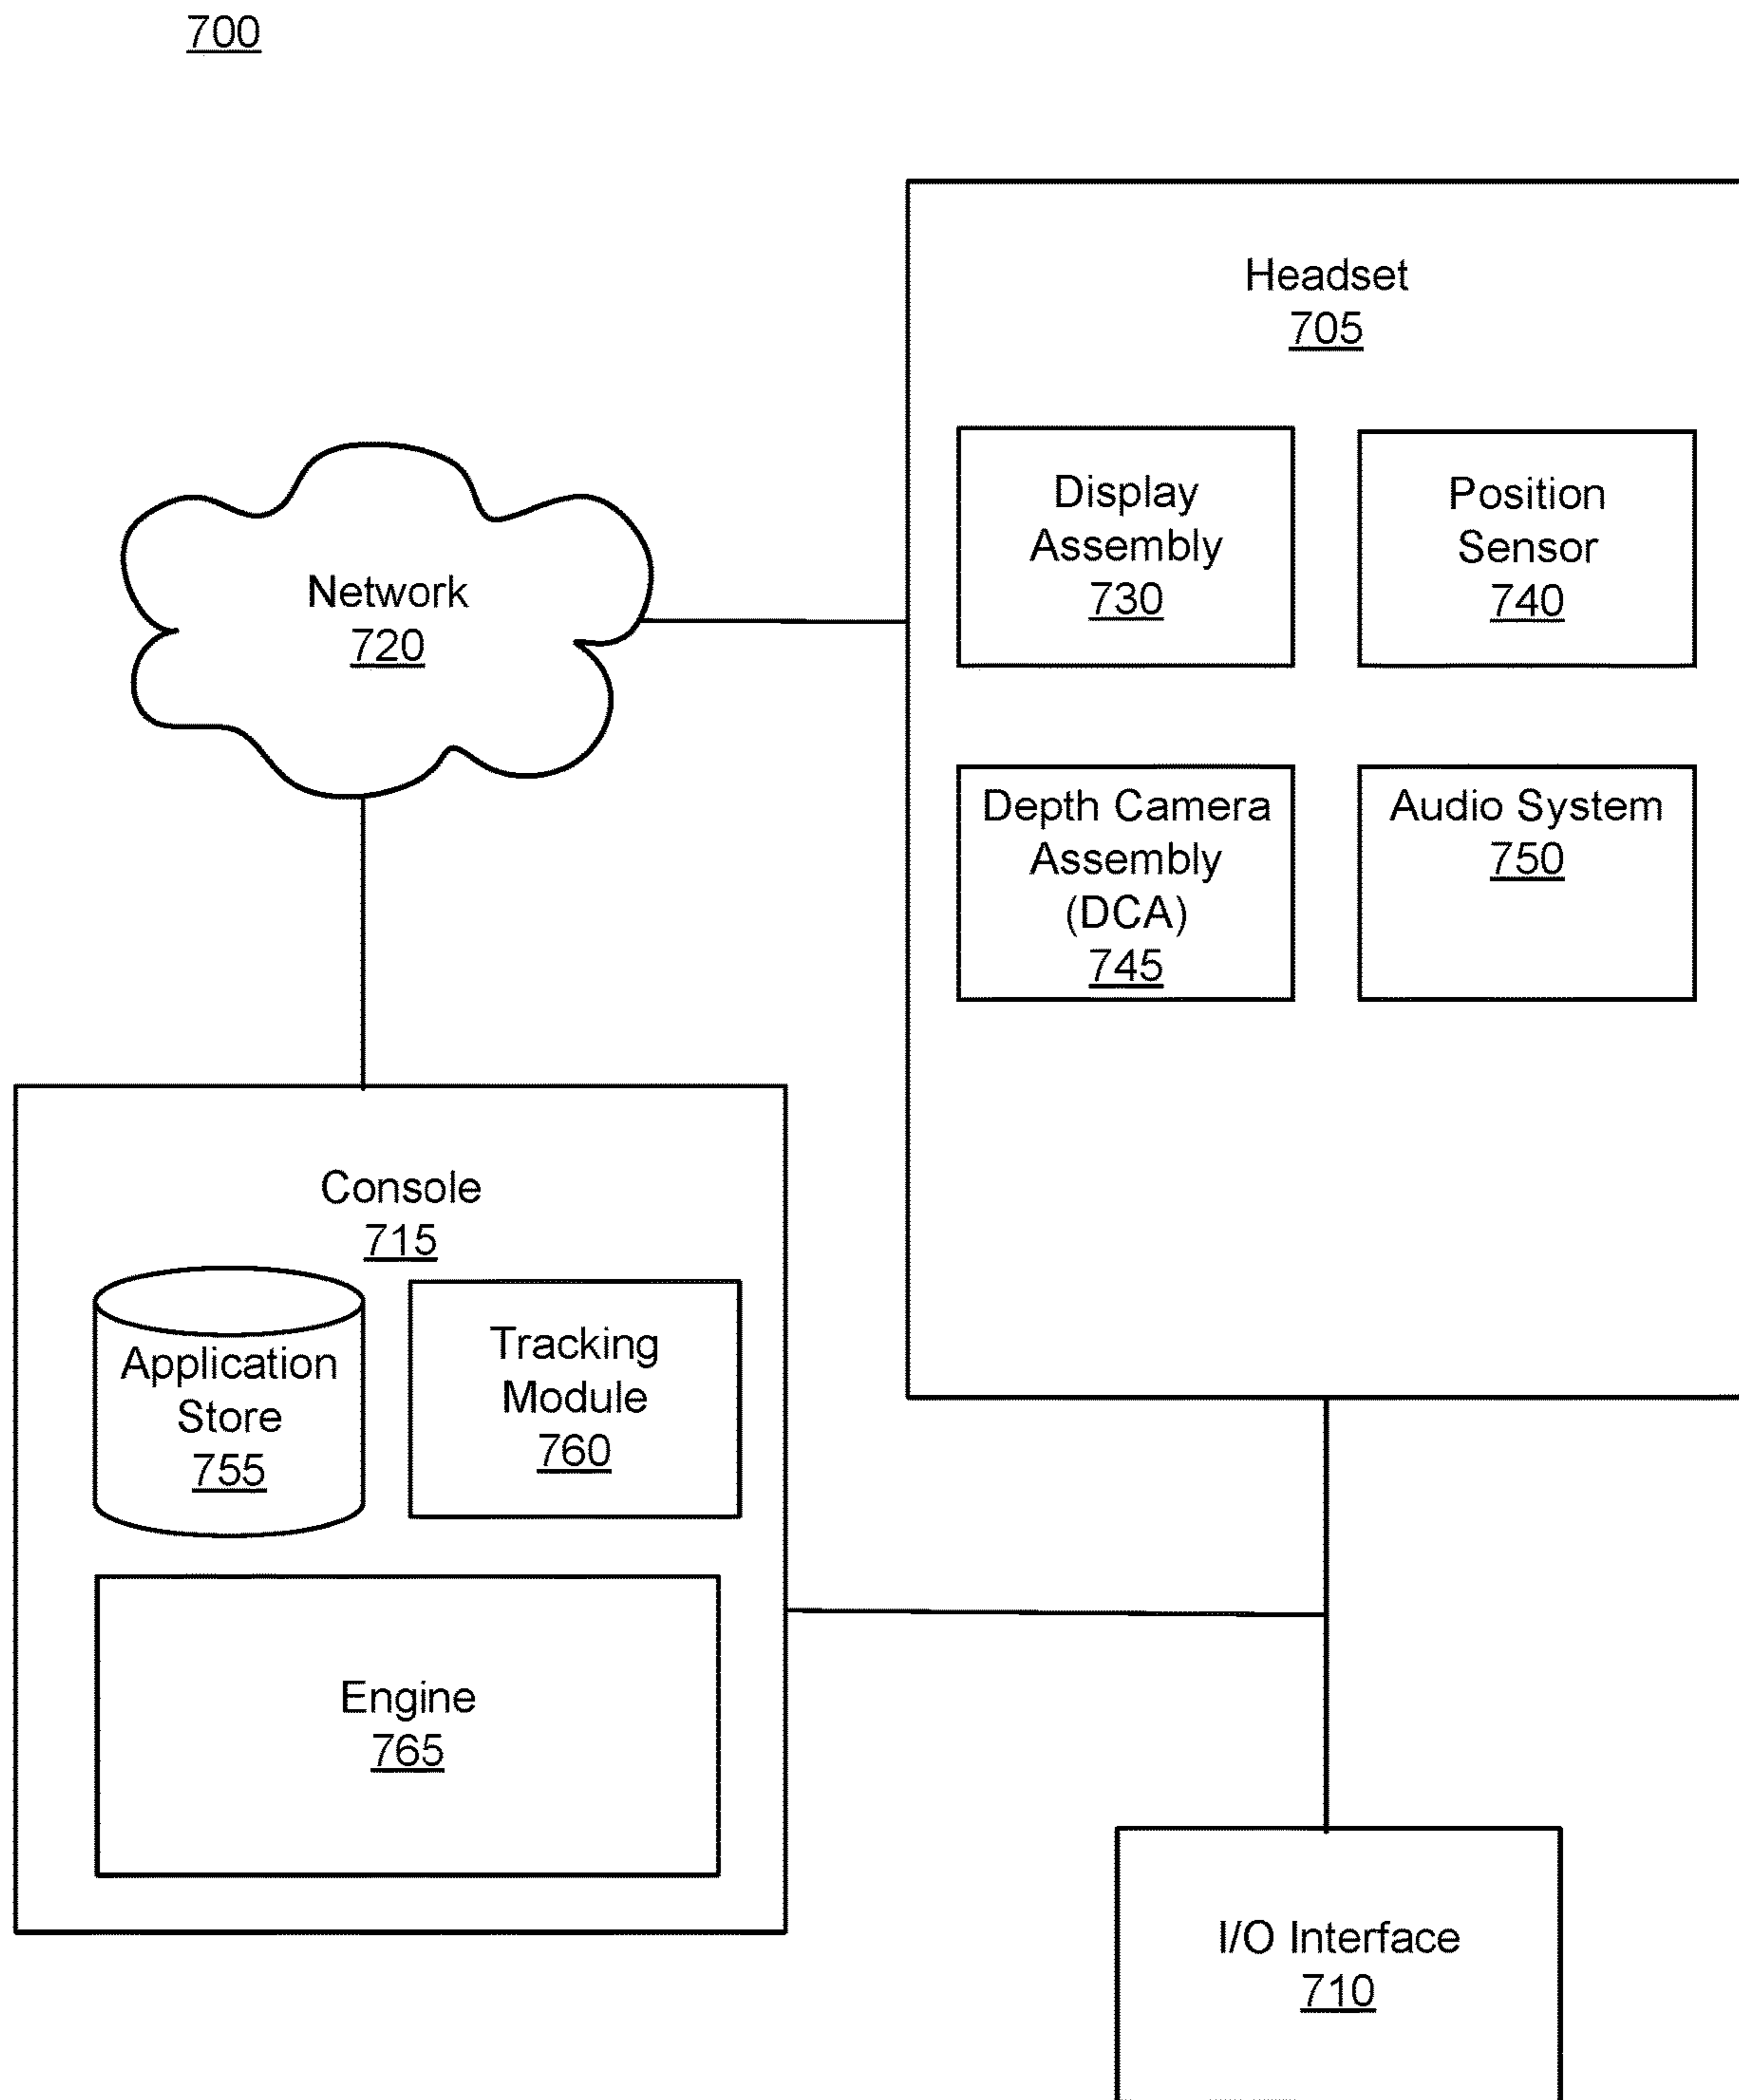 700
Headset
705
Display
Assembly
730
Position
Sensor
740
Network
720
Depth Camera
Assembly
(DCA)
745
Audio System
750
Console
715
Application
Store
755
Tracking
Module
760
Engine
765
I/O Interface
710